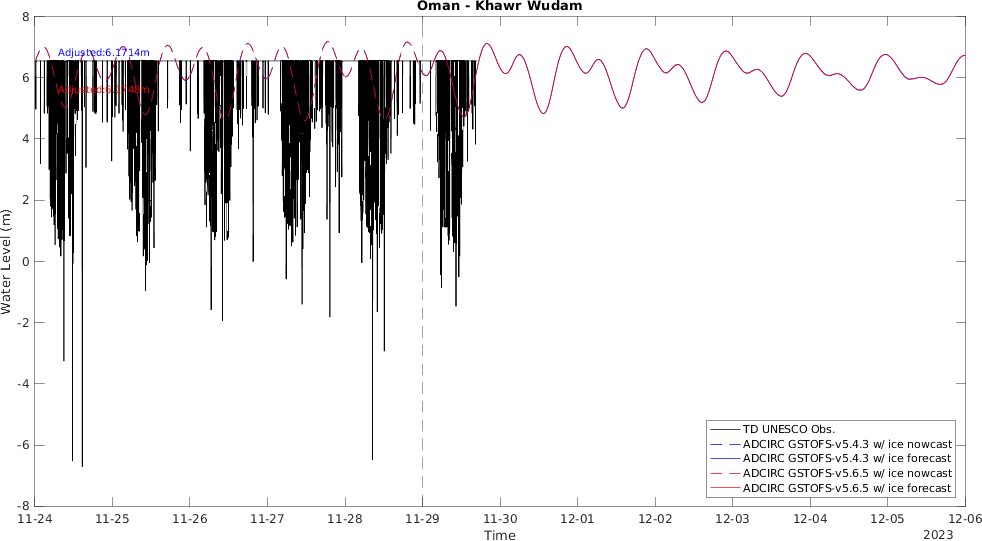 Oman - Khawr Wudam
8
6
4
2
0
-2
-4
-6
-8
Water Level (m)
Adjusted:6.1714m
Adjusted:6.1743m
TD UNESCO Obs.
ADCIRC GSTOFS-v5.4.3 w/ ice nowcast
ADCIRC GSTOFS-v5.4.3 w/ ice forecast
ADCIRC GSTOFS-v5.6.5 w/ ice nowcast
ADCIRC GSTOFS-v5.6.5 w/ ice forecast
11-24 11-25 11-26 11-27 11-28 11-29 11-30 12-01 12-02 12-03 12-04 12-05 12-06
Time
2023